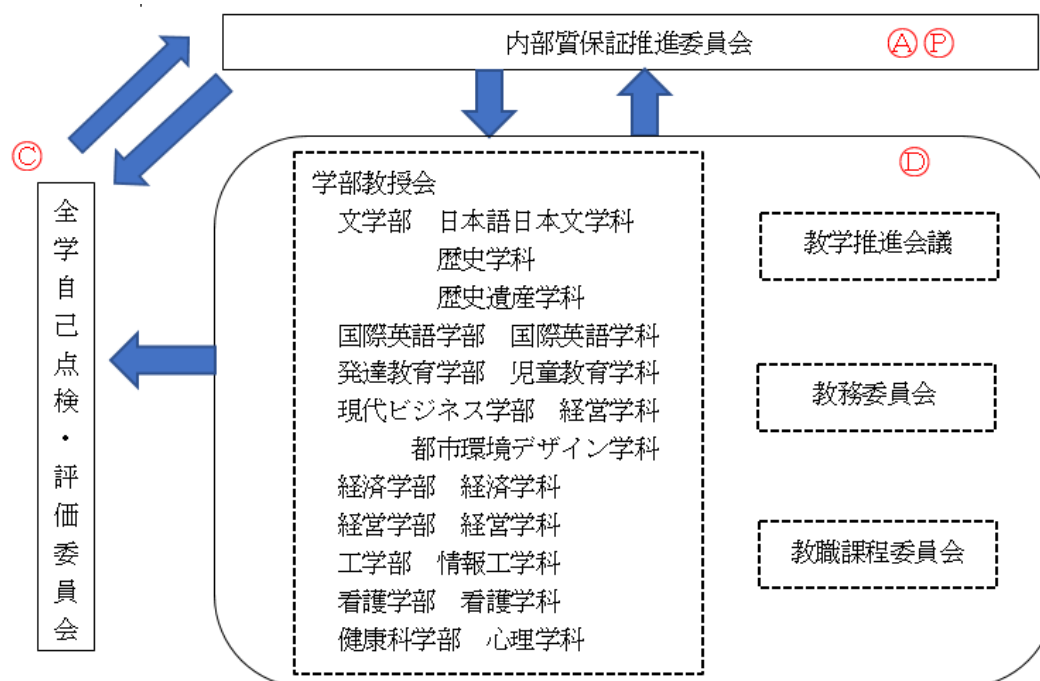 内部質保証推進委員会 Ⓐ Ⓟ
Ⓒ
全学自己点検・評価委員会
Ⓓ
学部教授会
文学部 日本語日本文学科
歴史学科
歴史遺産学科
国際英語学部 国際英語学科
発達教育学部 児童教育学科
現代ビジネス学部 経営学科
都市環境デザイン学科
経済学部 経済学科
経営学部 経営学科
工学部 情報工学科
看護学部 看護学科
健康科学部 心理学科
教学推進会議
教務委員会
教職課程委員会